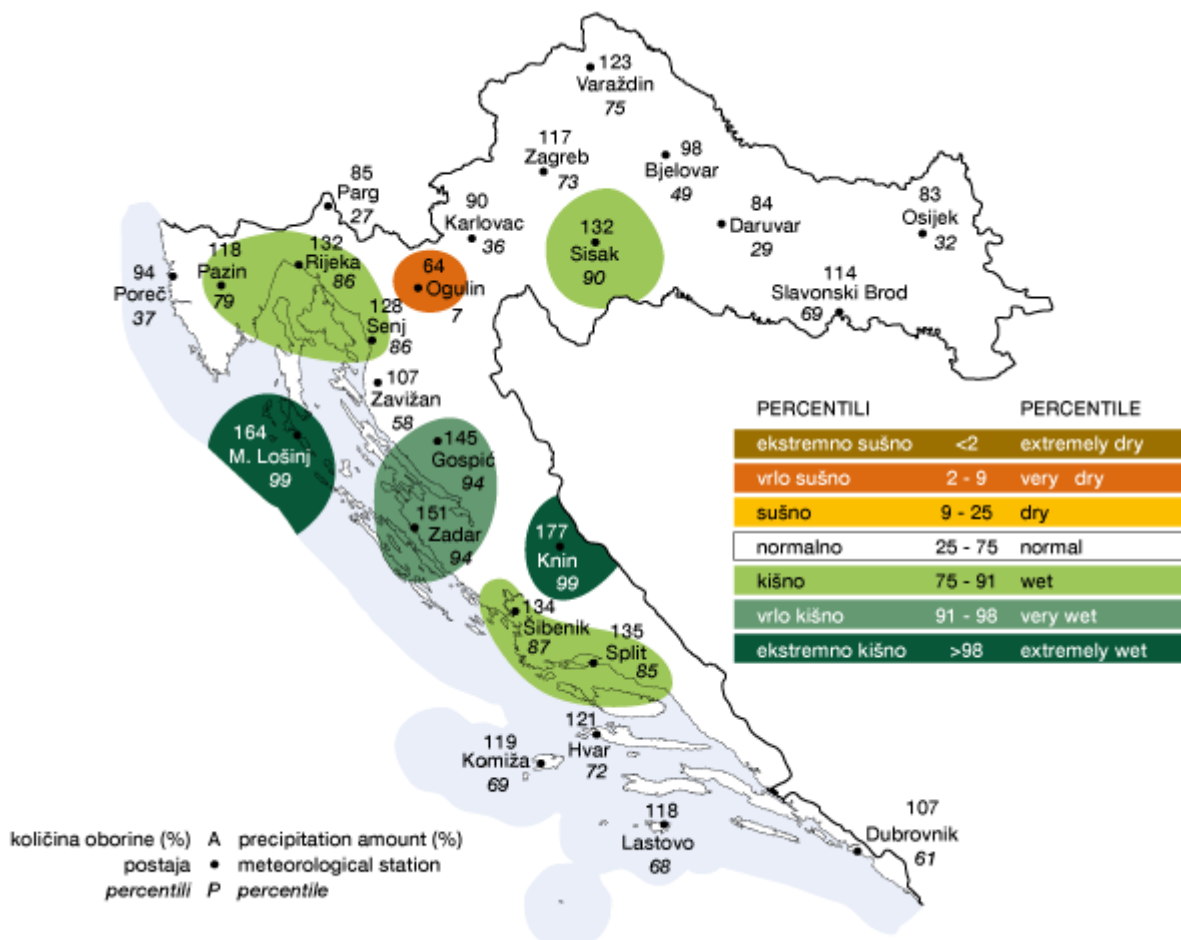 123
Varaždin
75
117
Zagreb
73
98
Bjelovar
49
85
Parg
27
90
Karlovac
36
84
Daruvar
29
83
Osijek
32
132
Sisak
90
118
Pazin
79
132
Rijeka
86
94
Poreč
37
64
Ogulin
7
114
Slavonski Brod
69
128
Senj
86
107
Zavižan
58
164
M. Lošinj
99
145
Gospić
94
151
Zadar
94
177
Knin
99
134
Šibenik
87
135
Split
85
121
Hvar
72
119
Komiža
69
118
Lastovo
68
107
Dubrovnik
61
PERCENTILI PERCENTILE
ekstremno sušno <2 extremely dry
vrlo sušno 2 - 9 very dry
sušno 9 - 25 dry
normalno 25 - 75 normal
kišno 75 - 91 wet
vrlo kišno 91 - 98 very wet
ekstremno kišno >98 extremely wet
količina oborine (%) A precipitation amount (%)
postaja • meteorological station
percentili P percentile